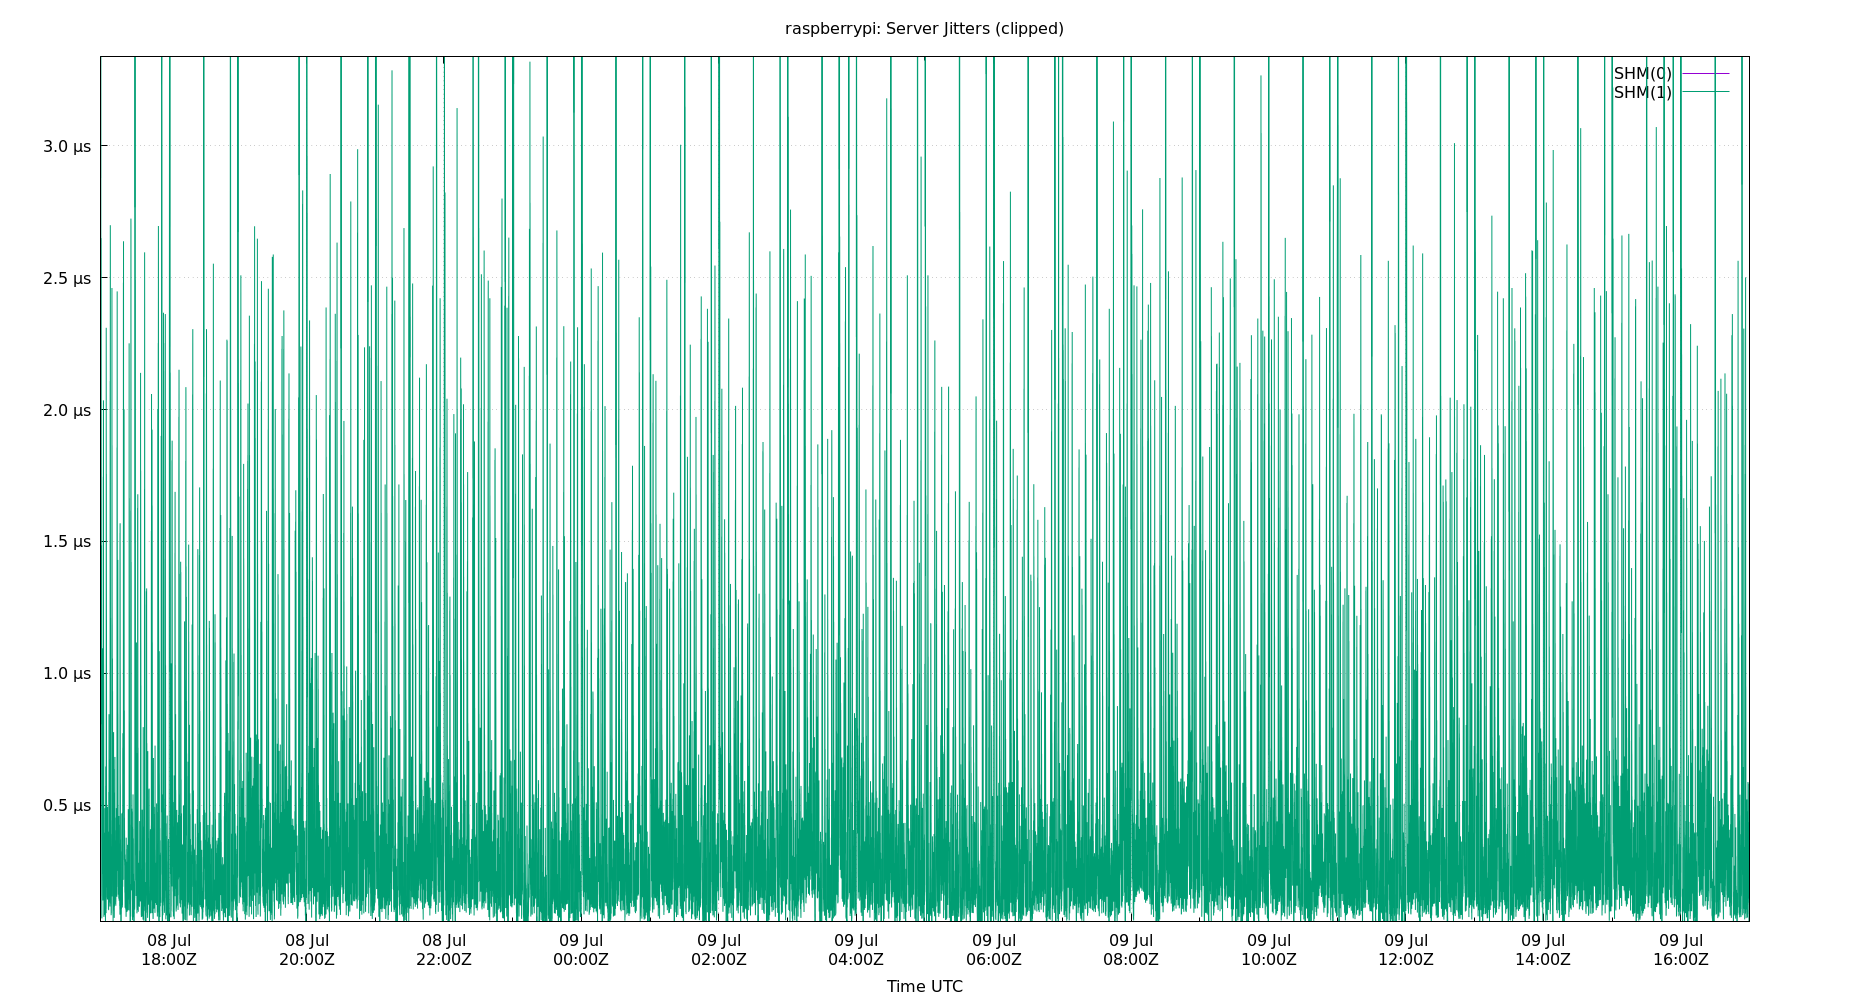 raspberrypi: Server Jitters (clipped)
SHM(0)
SHM(1)
3.0 µs
2.5 µs
2.0 µs
1.5 µs
1.0 µs
0.5 µs
08 Jul 08 Jul 08 Jul 09 Jul 09 Jul 09 Jul 09 Jul 09 Jul 09 Jul 09 Jul 09 Jul 09 Jul
18:00Z 20:00Z 22:00Z 00:00Z 02:00Z 04:00Z 06:00Z 08:00Z 10:00Z 12:00Z 14:00Z 16:00Z
Time UTC